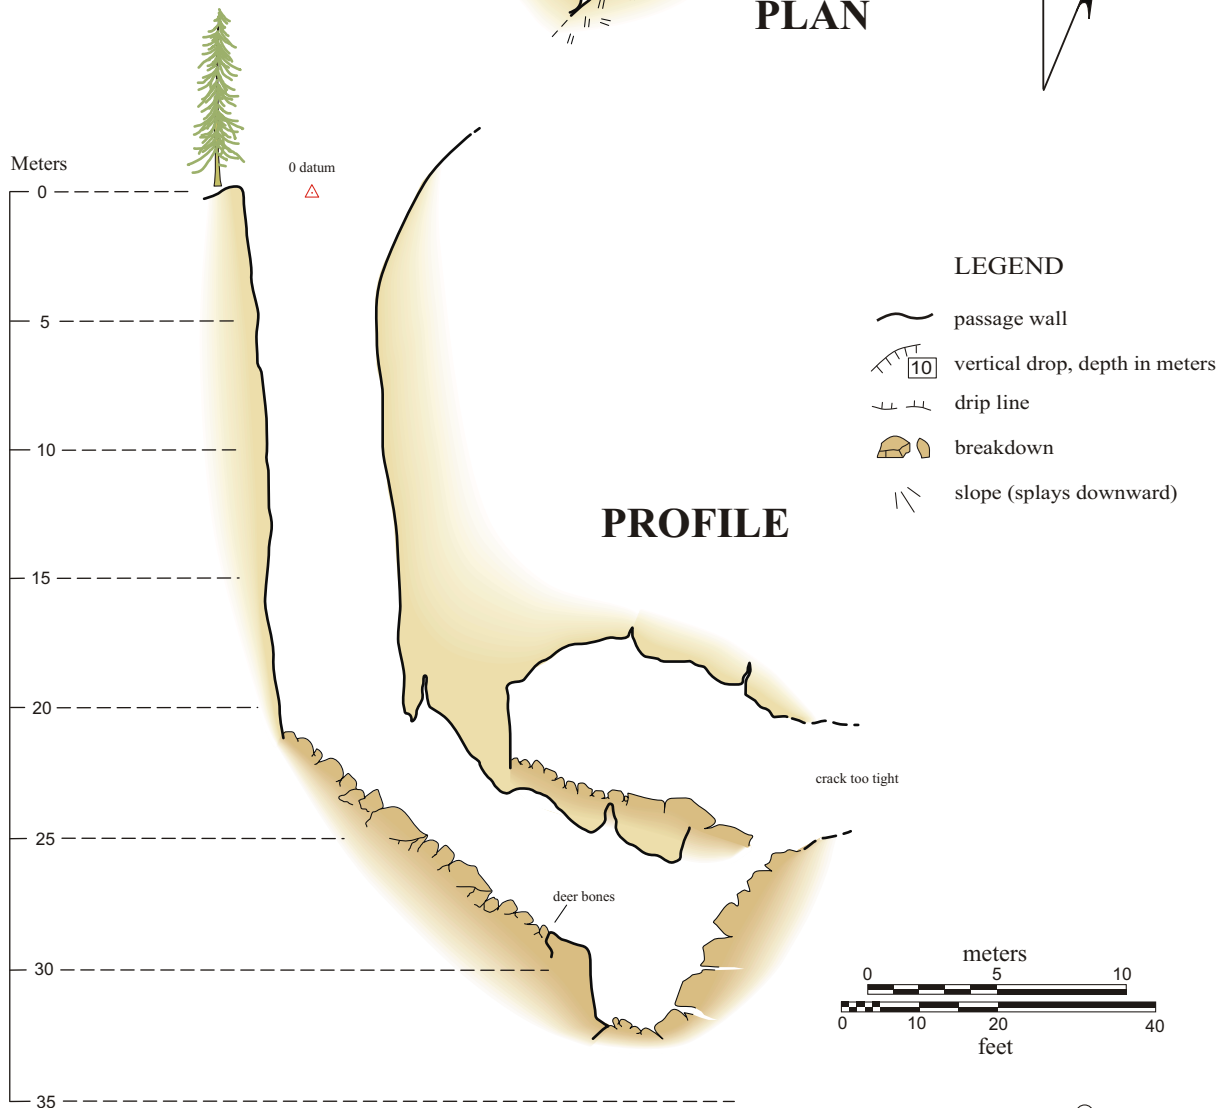 PLAN
Meters
0 datum
0
5
LEGEND
passage wall
10
vertical drop, depth in meters
drip line
10
breakdown
slope (splays downward)
PROFILE
15
20
crack too tight
25
deer bones
30
meters
0 5 10
0 10 20 40
feet
35